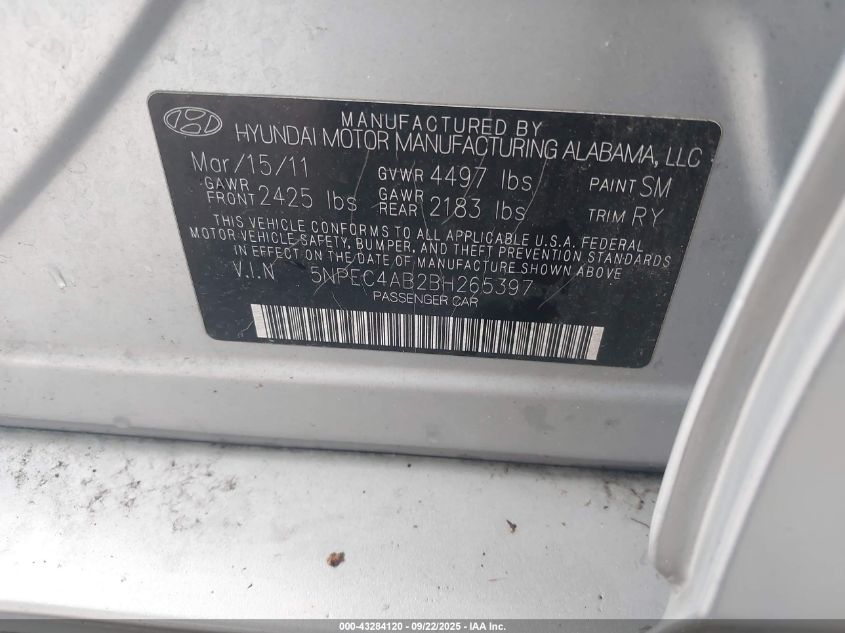 MANUFACTURED BY
HYUNDAI MOTOR MANUFACTURING ALABAMA, LLC
Mar/15/11 GVWR 4497 lbs PAINT SM
GAWR FRONT 2425 lbs GAWR REAR 2183 lbs TRIM RY
THIS VEHICLE CONFORMS TO ALL APPLICABLE U.S.A. FEDERAL
MOTOR VEHICLE SAFETY, BUMPER, AND THEFT PREVENTION STANDARDS
IN EFFECT ON THE DATE OF MANUFACTURE SHOWN ABOVE
V.I.N 5NPEC4AB2BH265397
PASSENGER CAR
000-43284120 - 09/22/2025 - IAA Inc.